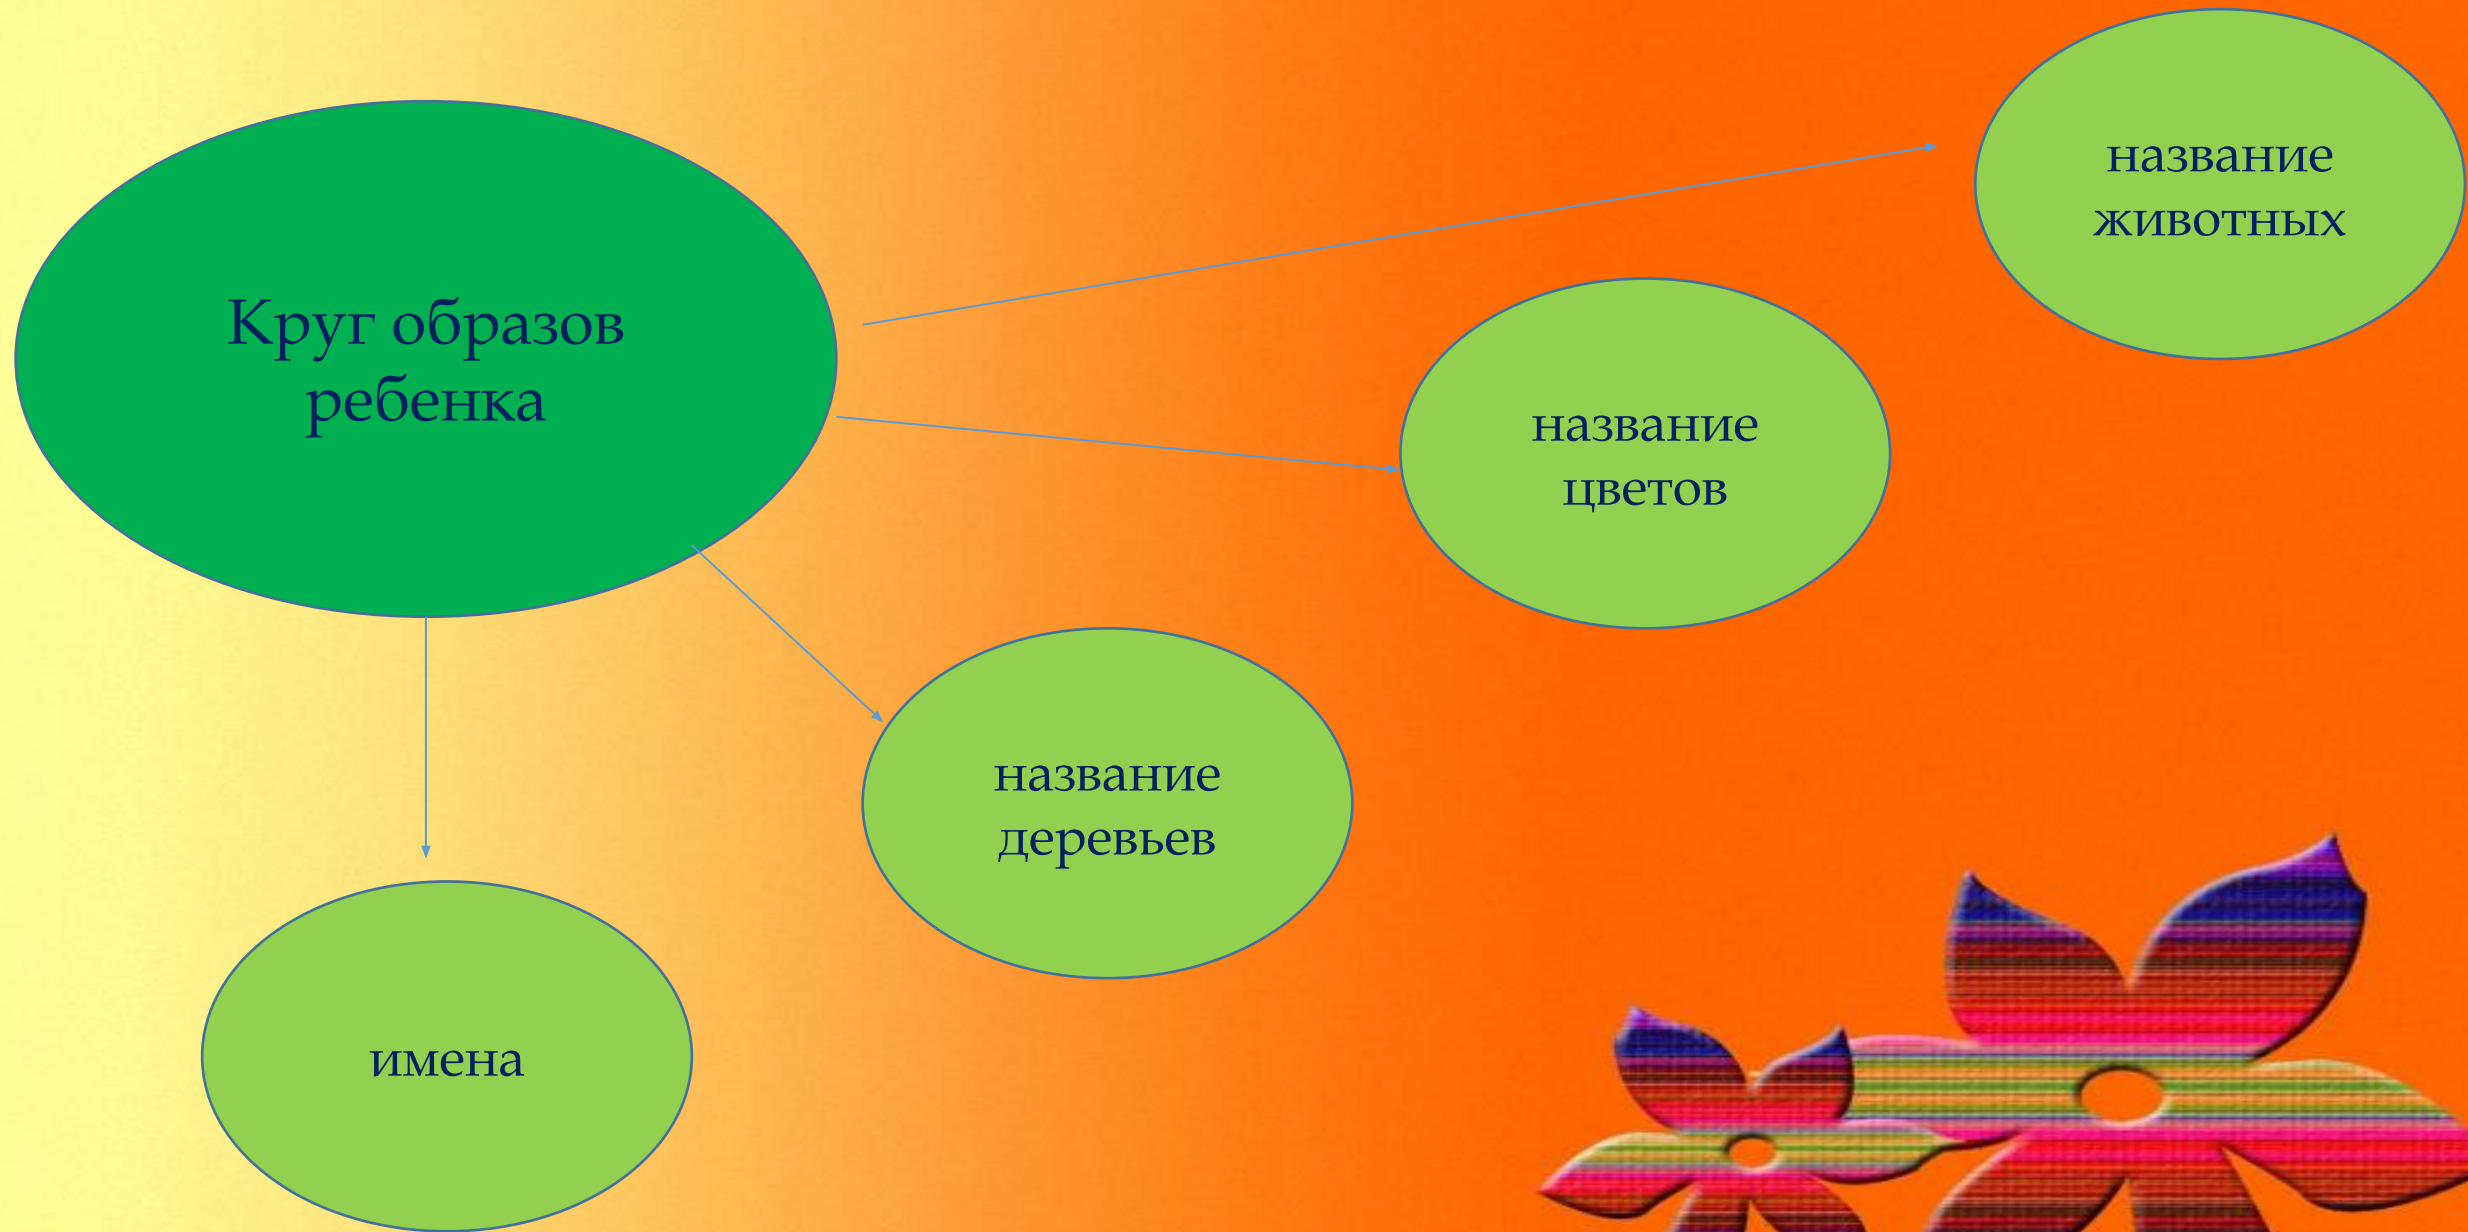 Круг образов
ребенка
название
животных
название
цветов
название
деревьев
имена